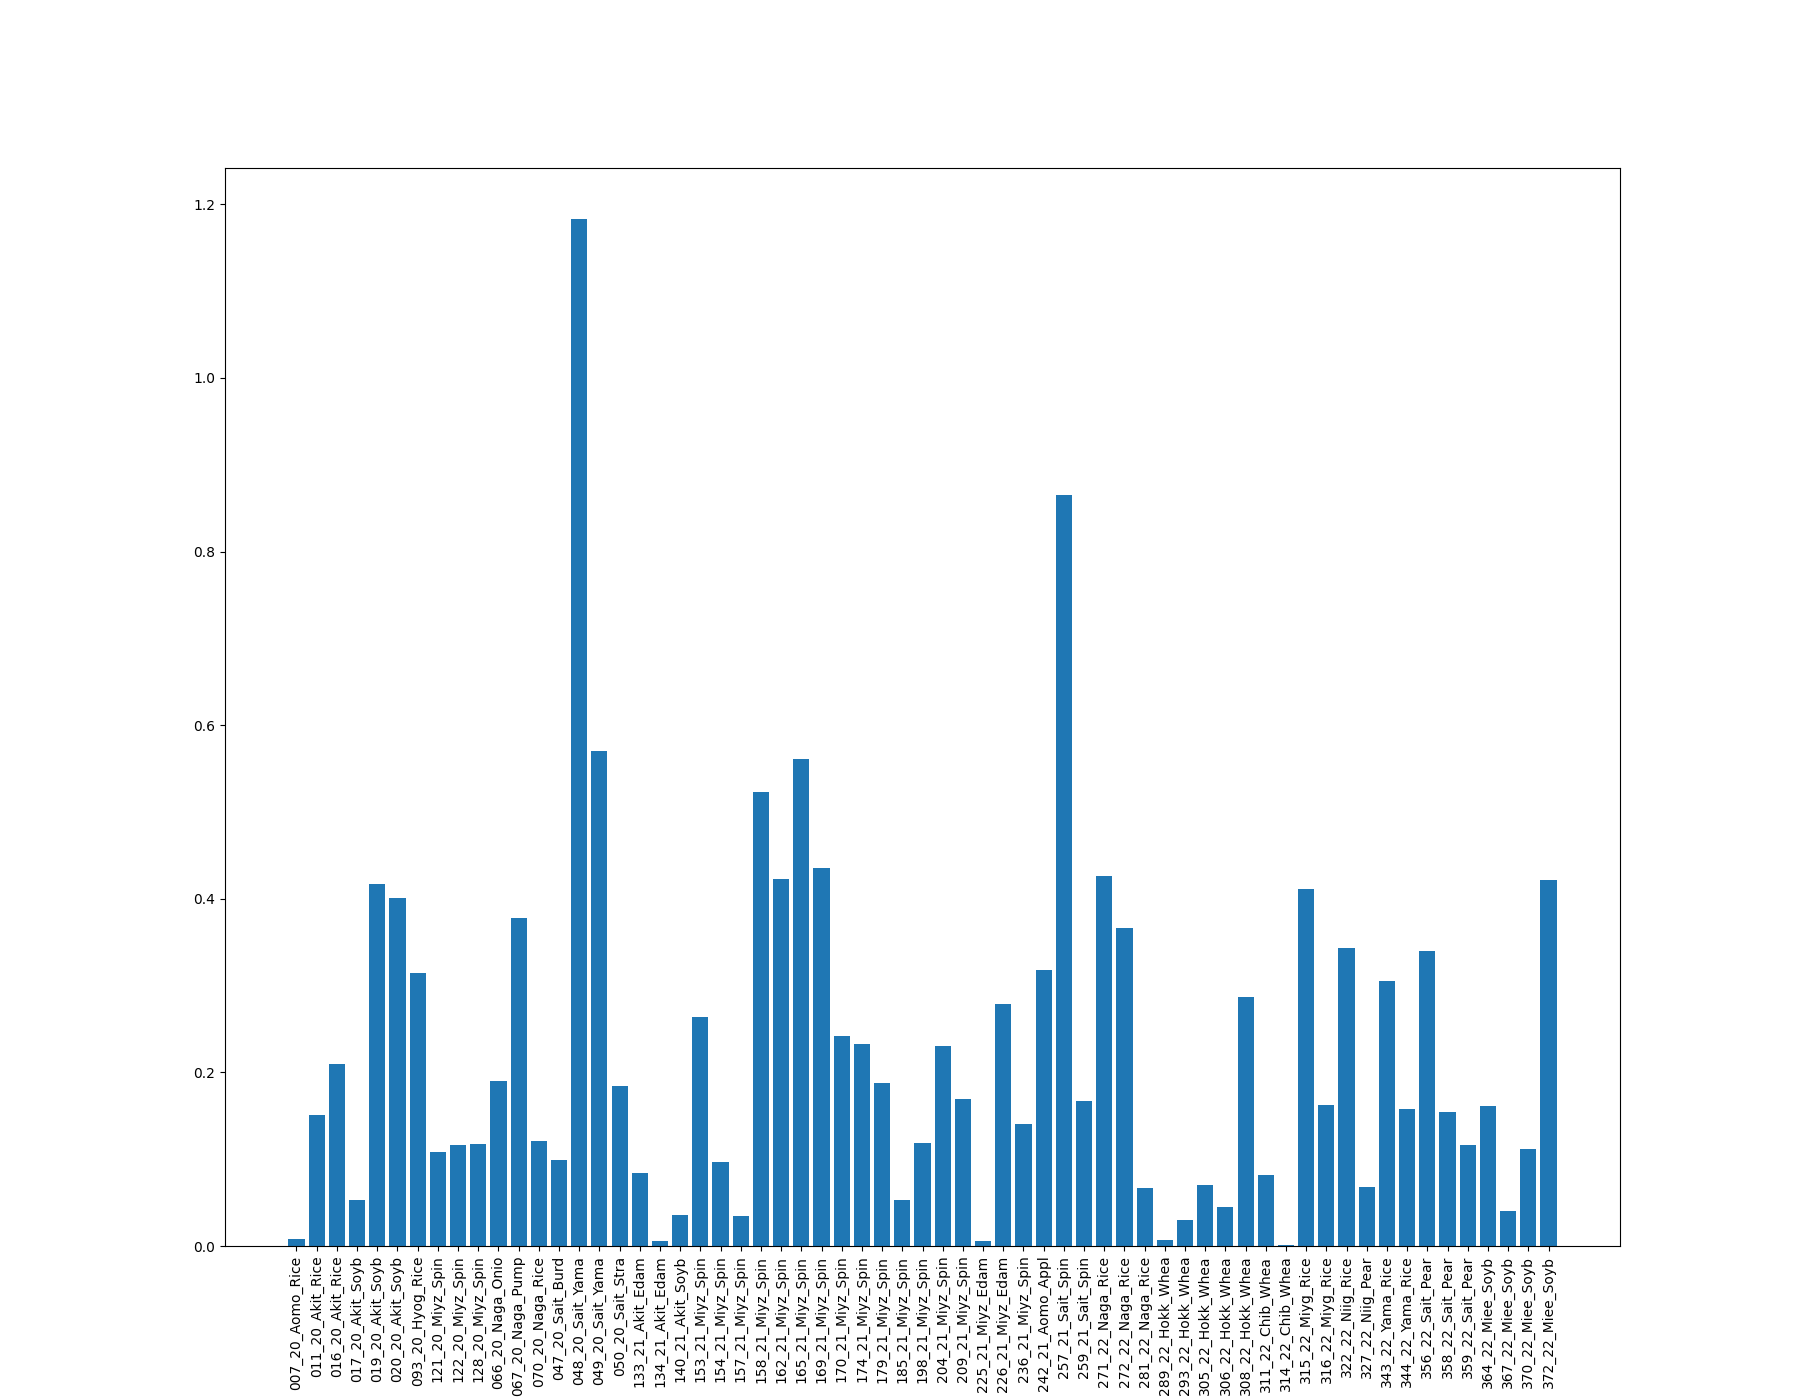 1.2
1.0
0.8
0.6
0.4
0.2
0.0
007_20_Aomo_Rice
011_20_Akit_Rice
016_20_Akit_Rice
017_20_Akit_Soyb
019_20_Akit_Soyb
020_20_Akit_Soyb
093_20_Hyog_Rice
121_20_Miyz_Spin
122_20_Miyz_Spin
128_20_Miyz_Spin
066_20_Naga_Onio
067_20_Naga_Pump
070_20_Naga_Rice
047_20_Sait_Burd
048_20_Sait_Yama
049_20_Sait_Yama
050_20_Sait_Stra
133_21_Akit_Edam
134_21_Akit_Edam
140_21_Akit_Soyb
153_21_Miyz_Spin
154_21_Miyz_Spin
157_21_Miyz_Spin
158_21_Miyz_Spin
162_21_Miyz_Spin
165_21_Miyz_Spin
169_21_Miyz_Spin
170_21_Miyz_Spin
174_21_Miyz_Spin
179_21_Miyz_Spin
185_21_Miyz_Spin
198_21_Miyz_Spin
204_21_Miyz_Spin
209_21_Miyz_Spin
225_21_Miyz_Edam
226_21_Miyz_Edam
236_21_Miyz_Spin
242_21_Aomo_Appl
257_21_Sait_Spin
259_21_Sait_Spin
271_22_Naga_Rice
272_22_Naga_Rice
281_22_Naga_Rice
289_22_Hokk_Whea
293_22_Hokk_Whea
305_22_Hokk_Whea
306_22_Hokk_Whea
308_22_Hokk_Whea
311_22_Chib_Whea
314_22_Chib_Whea
315_22_Miyg_Rice
316_22_Miyg_Rice
322_22_Niig_Rice
327_22_Niig_Pear
343_22_Yama_Rice
344_22_Yama_Rice
356_22_Sait_Pear
358_22_Sait_Pear
359_22_Sait_Pear
364_22_Miee_Soyb
367_22_Miee_Soyb
370_22_Miee_Soyb
372_22_Miee_Soyb